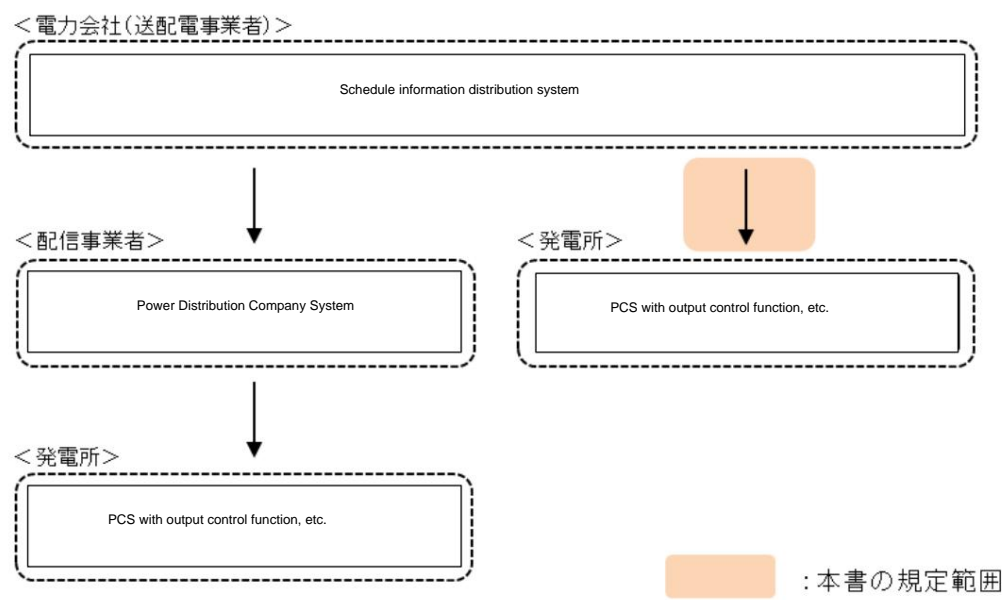 ＜電力会社(送配電事業者)＞
Schedule information distribution system
＜配信事業者＞
＜発電所＞
Power Distribution Company System
PCS with output control function, etc.
＜発電所＞
PCS with output control function, etc.
:本書の規定範囲